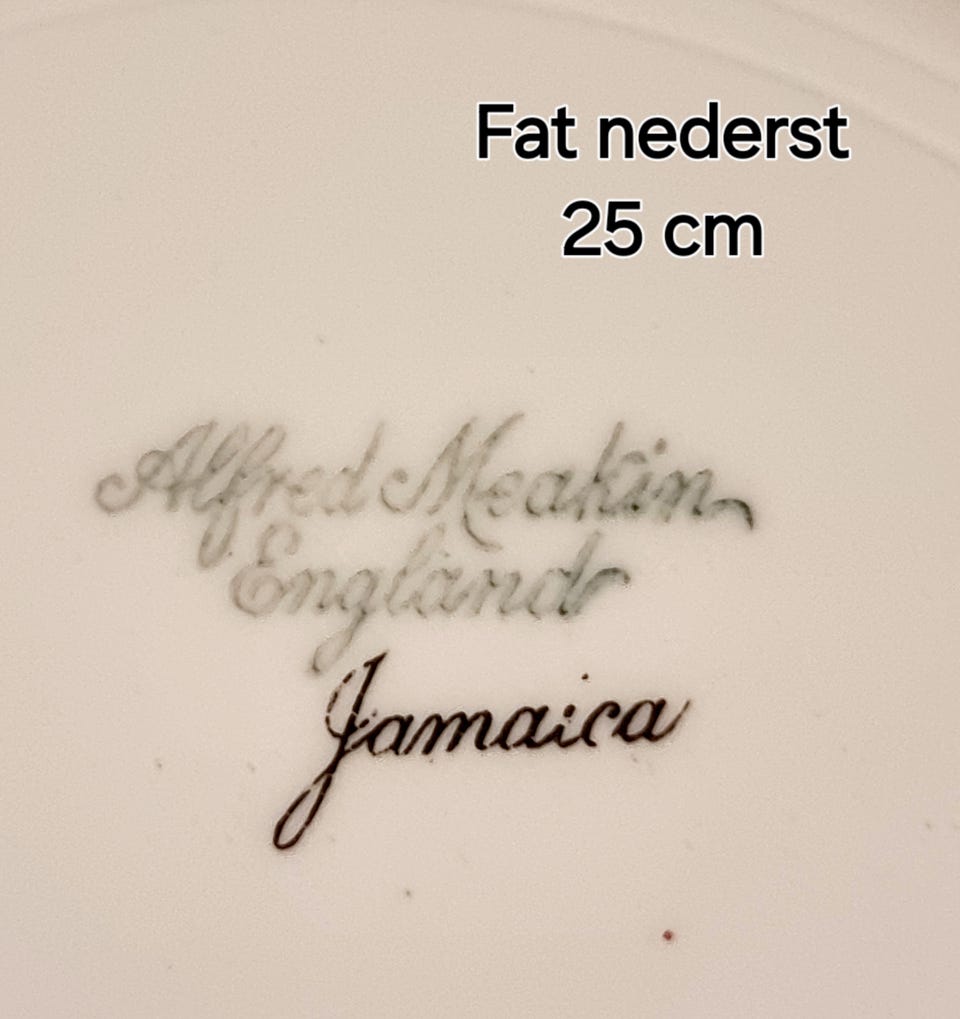 Fat nederst
25 cm
Alfred Meakin
England
Jamaica